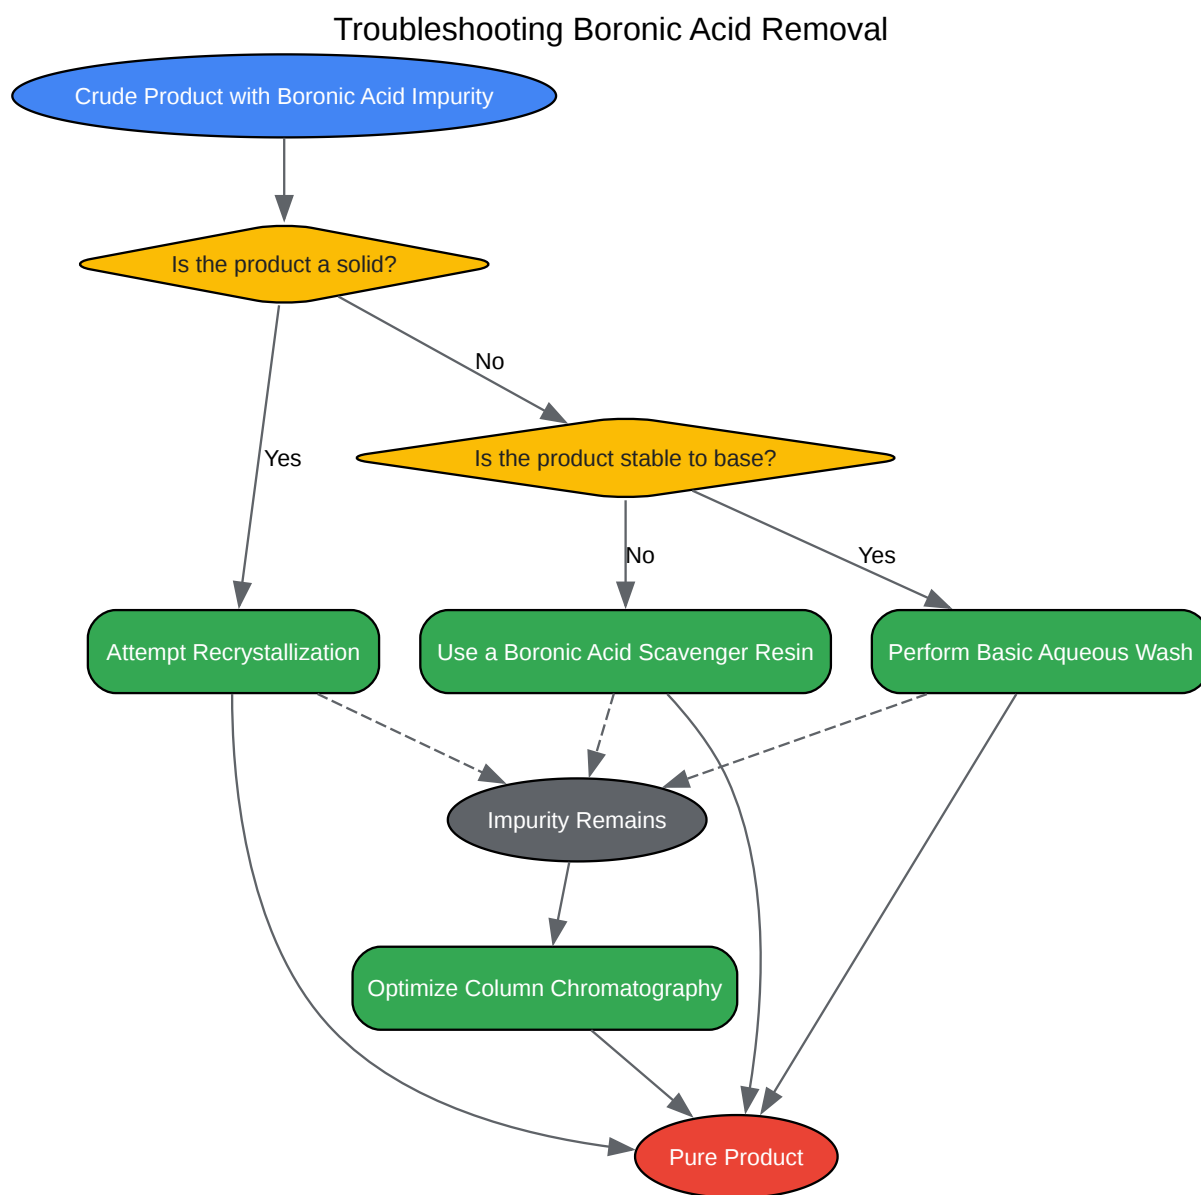 Troubleshooting Boronic Acid Removal
Crude Product with Boronic Acid Impurity
Is the product a solid?
No
Yes
Is the product stable to base?
No
Yes
Attempt Recrystallization
Use a Boronic Acid Scavenger Resin
Perform Basic Aqueous Wash
Impurity Remains
Optimize Column Chromatography
Pure Product